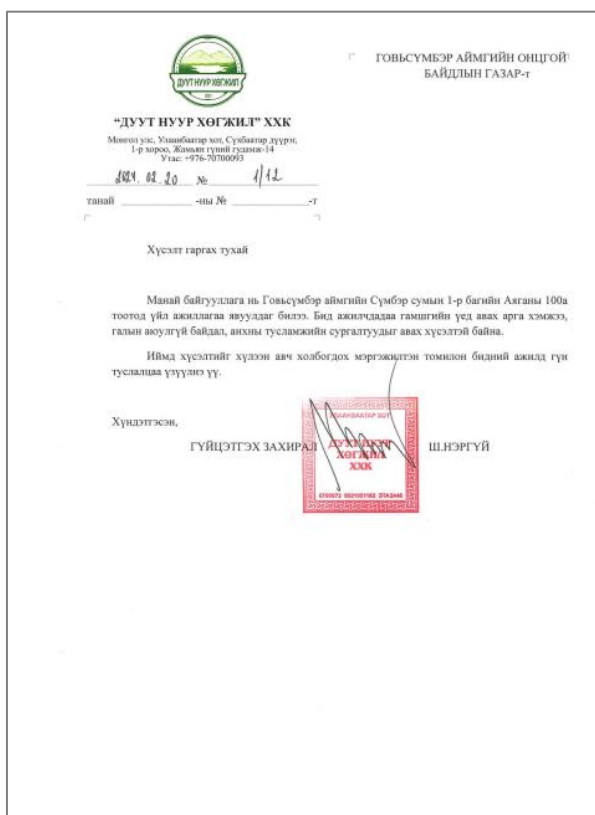 ДУУТ НУУР ХӨГЖИЛ
ГОВЬСҮМБЭР АЙМГИЙН ОНЦГОЙ
БАЙДЛЫН ГАЗАР-т
“ДУУТ НУУР ХӨГЖИЛ” ХХК
Монгол улс, Улаанбаатар хот, Сүхбаатар дүүрэг,
1-р хороо, Жамъян гүний гудамж-14
Утас: +976-70700093
2024. 02. 20 № 1/12
танай -ны № -т
Хүсэлт гаргах тухай
Манай байгууллага нь Говьсүмбэр аймгийн Сүмбэр сумын 1-р багийн Аяганы 100а
тоотод үйл ажиллагаа явуулдаг билээ. Бид ажилчдадаа гамшгийн үед авах арга хэмжээ,
галын аюулгүй байдал, анхны тусламжийн сургалтуудыг авах хүсэлтэй байна.
Иймд хүсэлтийг хүлээн авч холбогдох мэргэжилтэн томилон бидний ажилд гүн
туслалцаа үзүүлнэ үү.
Хүндэтгэсэн,
ГҮЙЦЭТГЭХ ЗАХИРАЛ Ш.НЭРГҮЙ
УЛААНБААТАР ХОТ
ДУУТ НУУР
ХӨГЖИЛ
ХХК